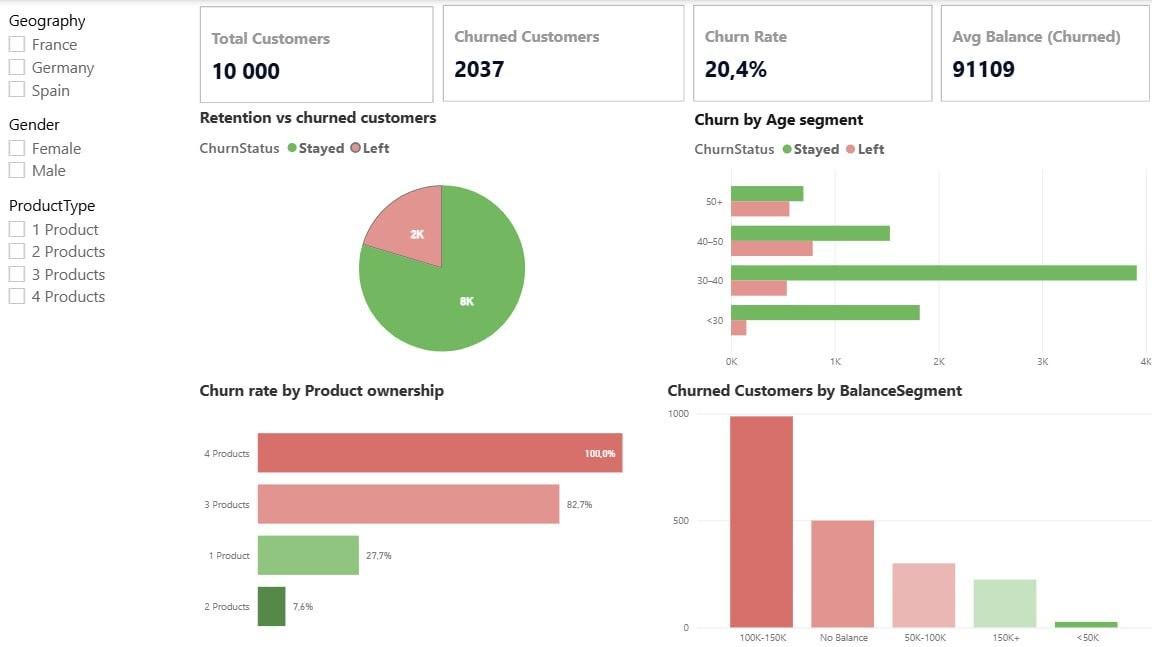 Geography
France
Germany
Spain
Gender
Female
Male
ProductType
1 Product
2 Products
3 Products
4 Products
Total Customers
10 000
Churned Customers
2037
Churn Rate
20,4%
Avg Balance (Churned)
91109
Retention vs churned customers
ChurnStatus Stayed Left
2K
8K
Churn by Age segment
ChurnStatus Stayed Left
50+
40–50
30–40
<30
0K 1K 2K 3K 4K
Churn rate by Product ownership
4 Products 100,0%
3 Products 82,7%
1 Product 27,7%
2 Products 7,6%
Churned Customers by BalanceSegment
1000
500
0
100K-150K No Balance 50K-100K 150K+ <50K